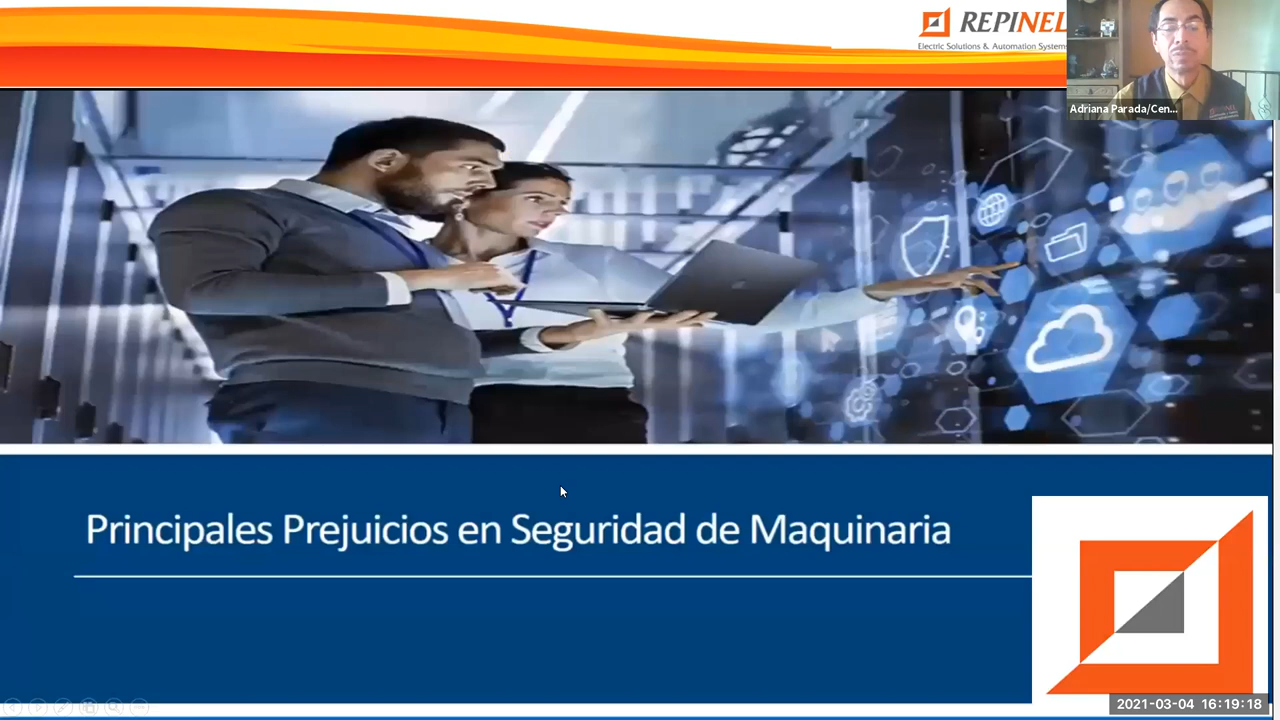 REPINEL
Electric Solutions & Automation Systems
Adriana Parada/Cen...
Principales Prejuicios en Seguridad de Maquinaria
2021-03-04 16:19:18